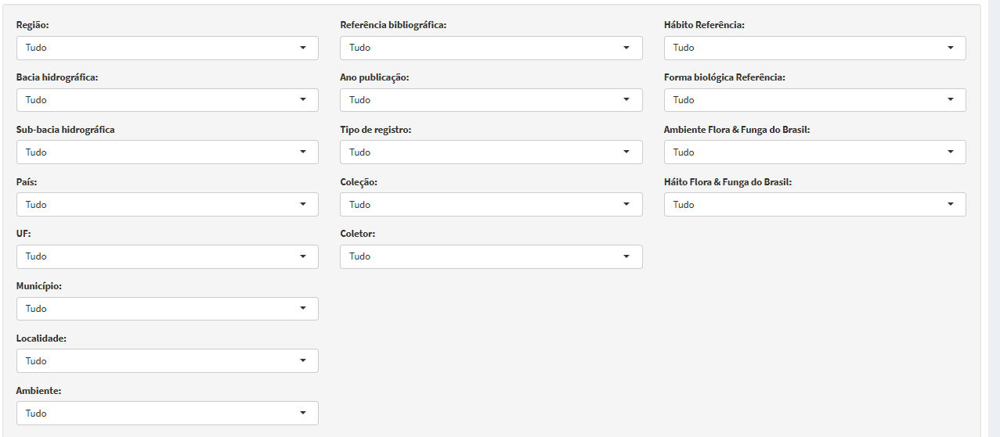 Região:
Tudo
Bacia hidrográfica:
Tudo
Sub-bacia hidrográfica
Tudo
País:
Tudo
UF:
Tudo
Município:
Tudo
Localidade:
Tudo
Ambiente:
Tudo
Referência bibliográfica:
Tudo
Ano publicação:
Tudo
Tipo de registro:
Tudo
Coleção:
Tudo
Coletor:
Tudo
Hábito Referência:
Tudo
Forma biológica Referência:
Tudo
Ambiente Flora & Funga do Brasil:
Tudo
Háito Flora & Funga do Brasil:
Tudo